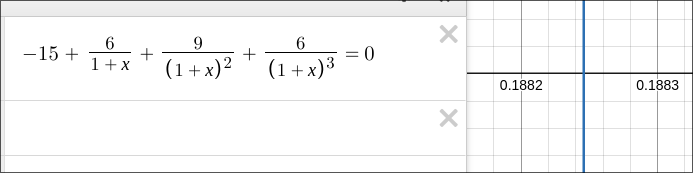 −15 + 6/(1 + x) + 9/(1 + x)² + 6/(1 + x)³ = 0
0.1882 0.1883